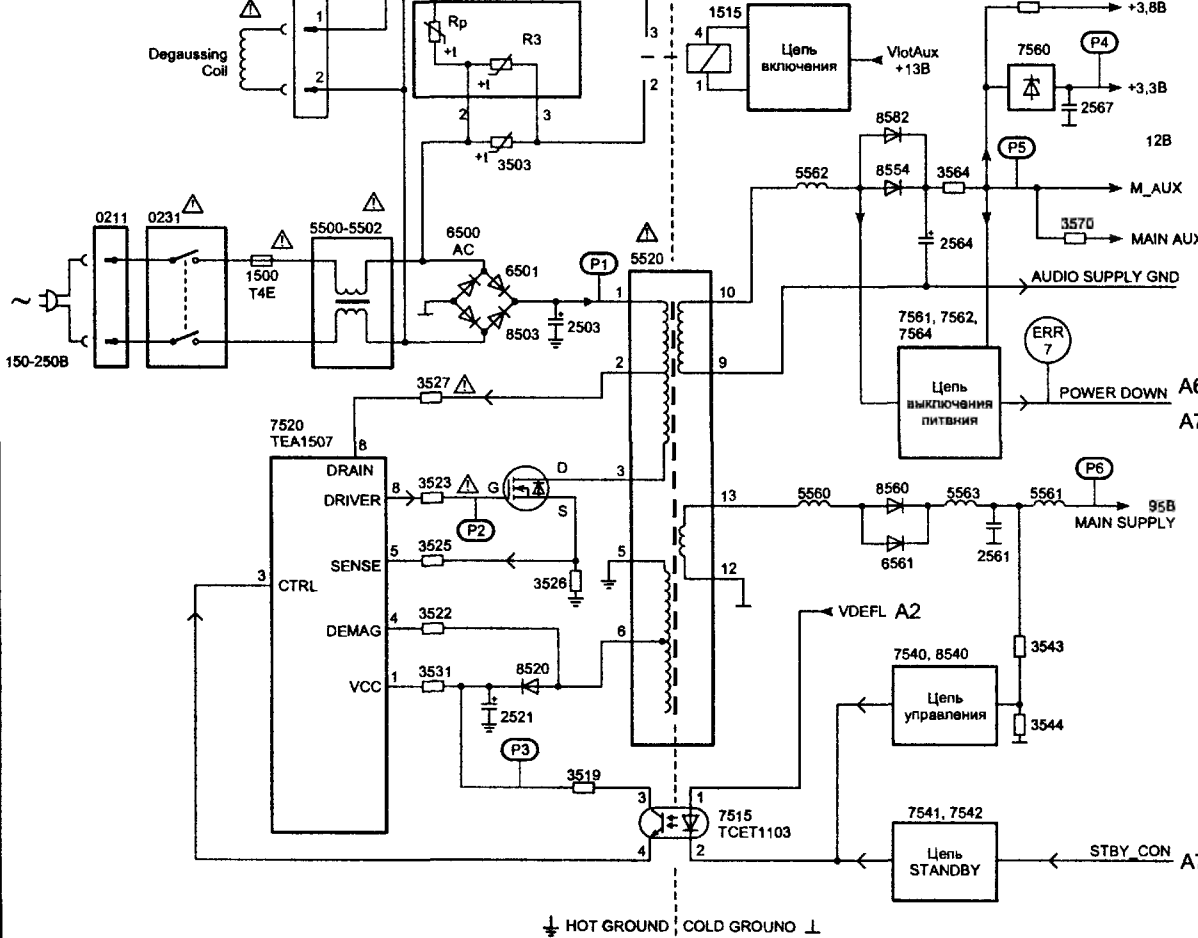 Degaussing
Coil
1
2
Rp
+t
R3
+t
2
3
+t
3503
3
2
1515
4
1
Цепь
включения
VlotAux
+13В
+3,8В
7560
P4
+3,3В
2567
12В
8582
P5
5562
8554
3564
M_AUX
2564
3570
MAIN AUX
AUDIO SUPPLY GND
0211
0231
5500-5502
6500
AC
6501
8503
1500
T4E
2503
P1
5520
1
10
~
150-250В
2
9
7561, 7562,
7564
ERR
7
Цепь
выключения
питания
POWER DOWN
A6
A7
3527
7520
TEA1507
8
DRAIN
DRIVER
8
3523
G
D
S
P2
3
SENSE
5
3525
3526
3
CTRL
DEMAG
4
3522
VCC
1
3531
8520
2521
P3
3519
5
6
13
12
5560
8560
6561
5563
2561
5561
P6
95В
MAIN SUPPLY
VDEFL A2
7540, 8540
Цепь
управления
3543
3544
3
4
1
2
7515
TCET1103
7541, 7542
Цепь
STANDBY
STBY_CON
HOT GROUND
COLD GROUNO